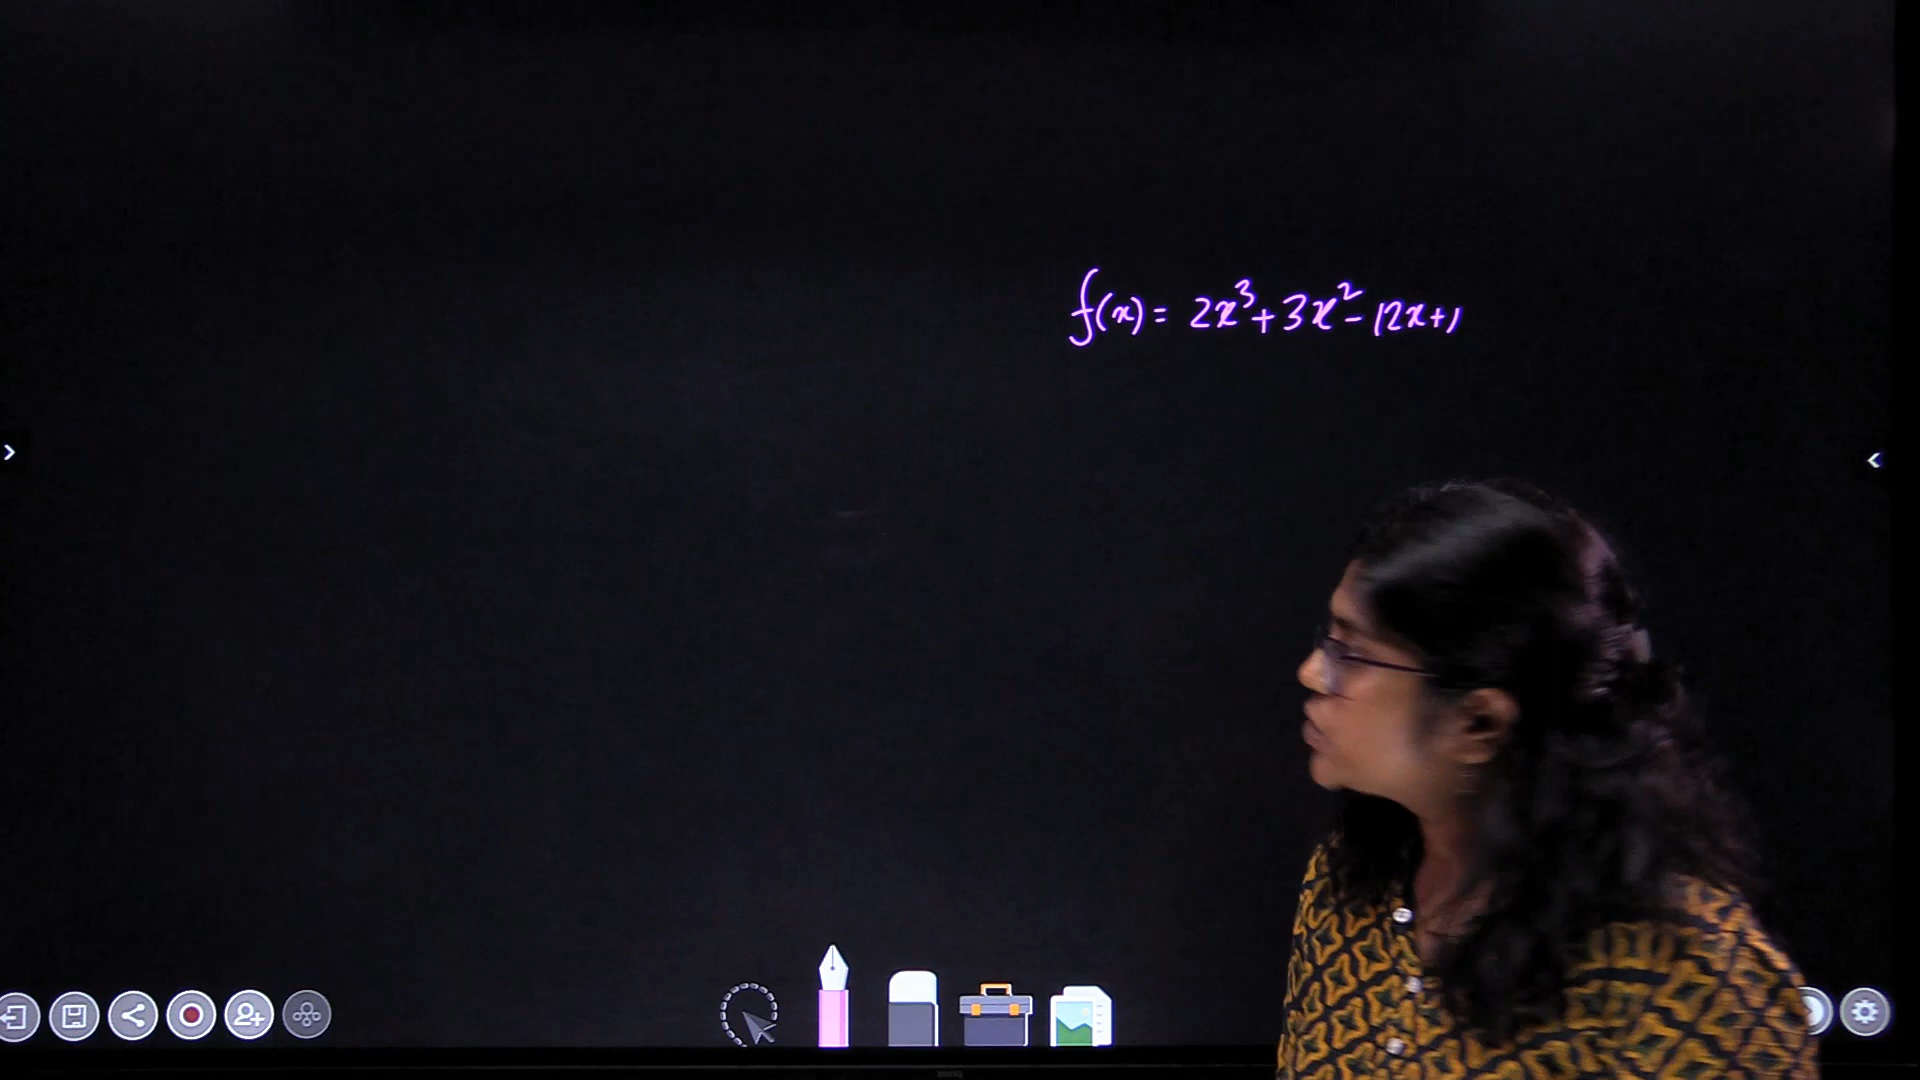 f(x) = 2x³+3x²-12x+1